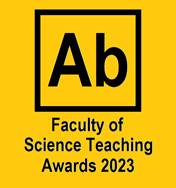 Ab
Faculty of
Science Teaching
Awards 2023